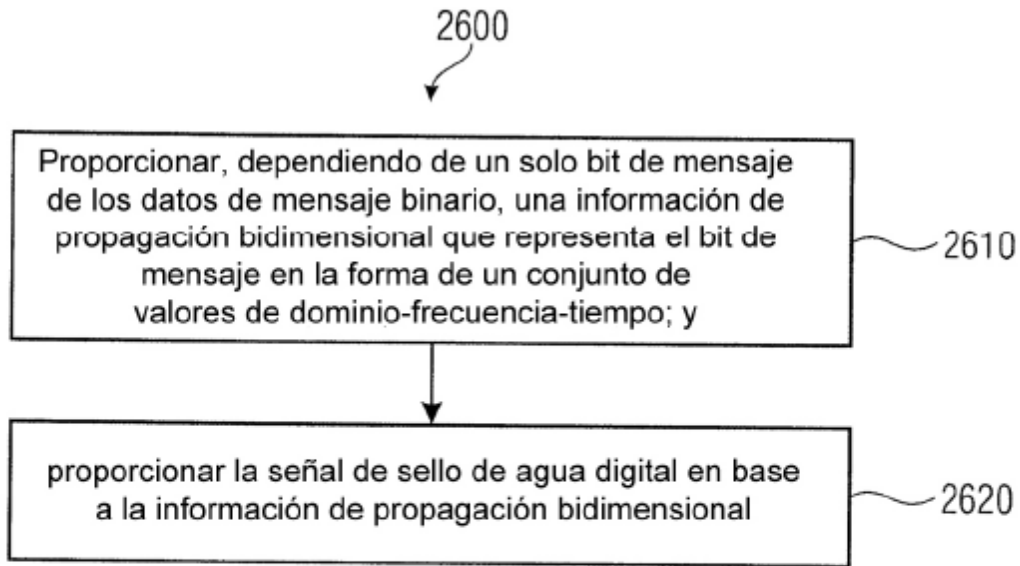 2600
Proporcionar, dependiendo de un solo bit de mensaje
de los datos de mensaje binario, una información de
propagación bidimensional que representa el bit de
mensaje en la forma de un conjunto de
valores de dominio-frecuencia-tiempo; y
2610
proporcionar la señal de sello de agua digital en base
a la información de propagación bidimensional
2620